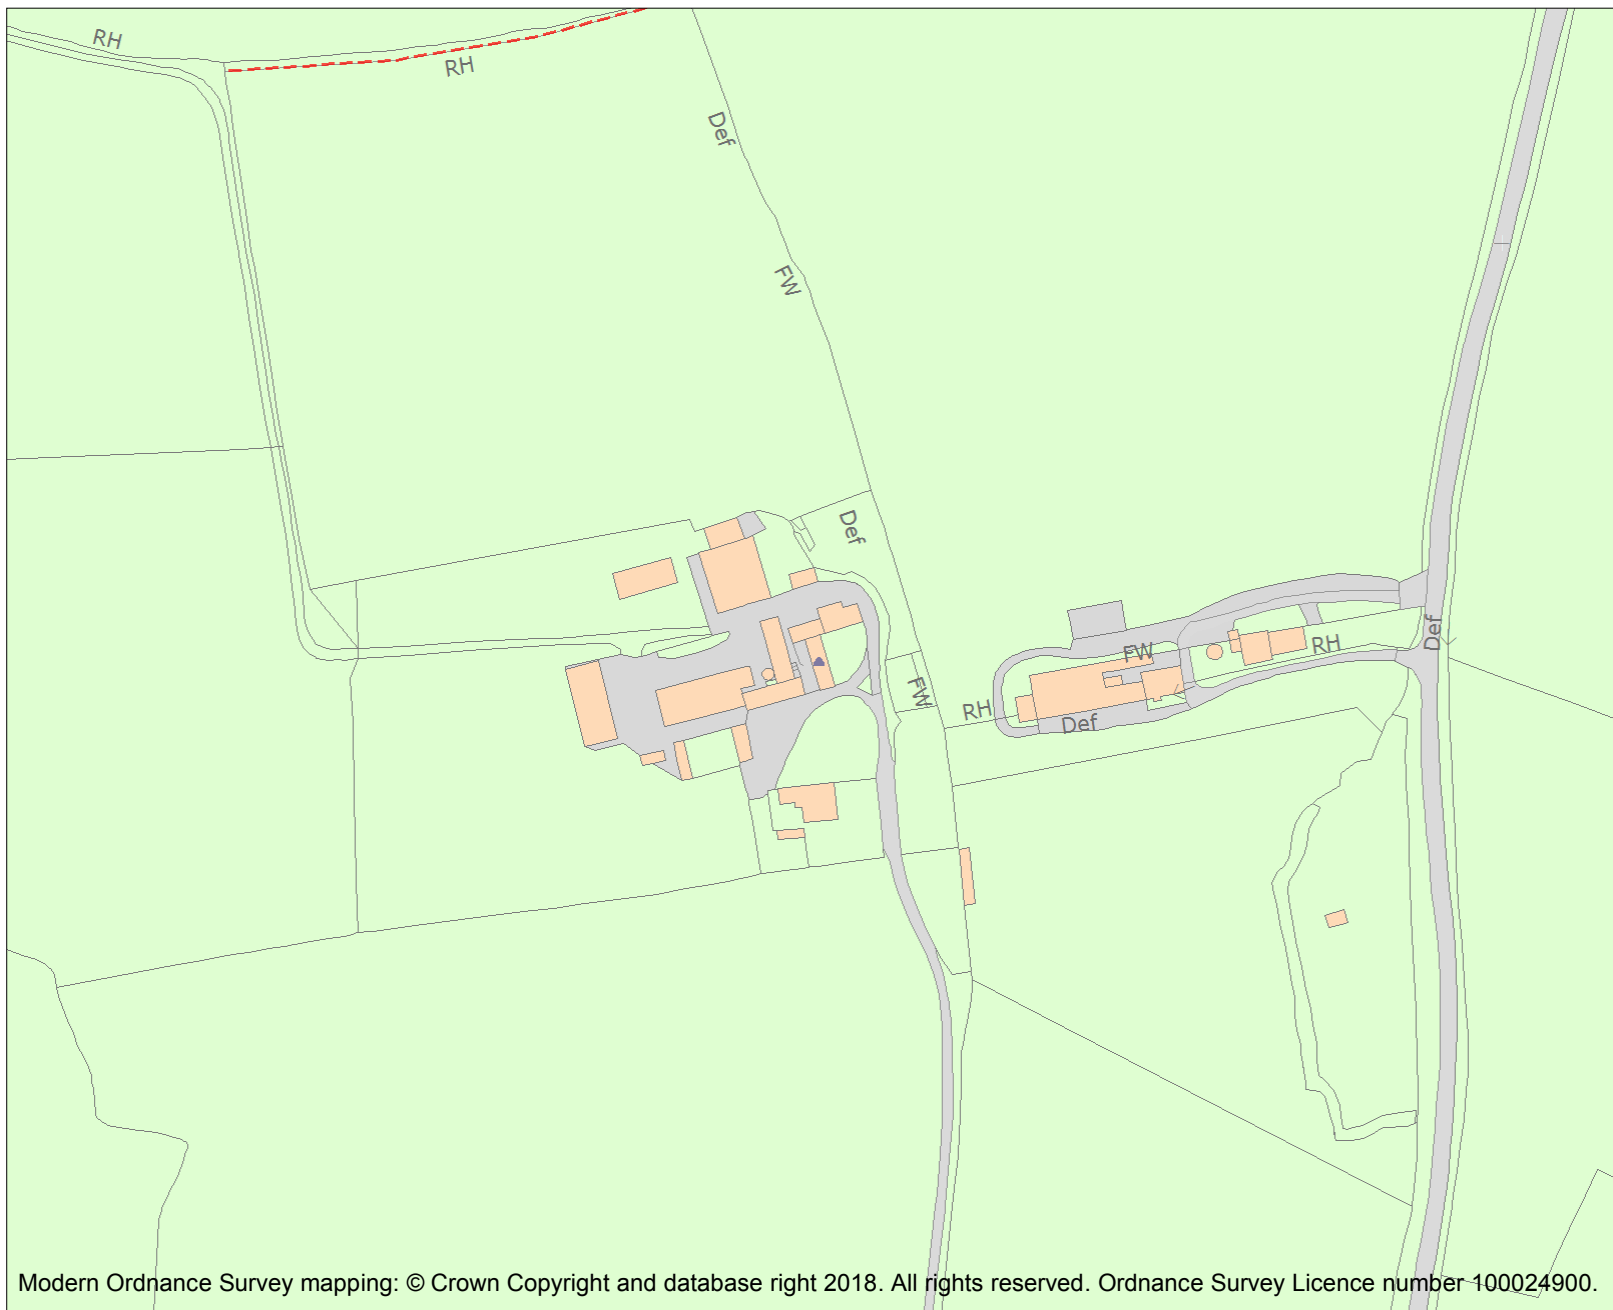 RH
RH
Def
FW
Def
FW
RH
FW
RH
Def
Def
Modern Ordnance Survey mapping: © Crown Copyright and database right 2018. All rights reserved. Ordnance Survey Licence number 100024900.